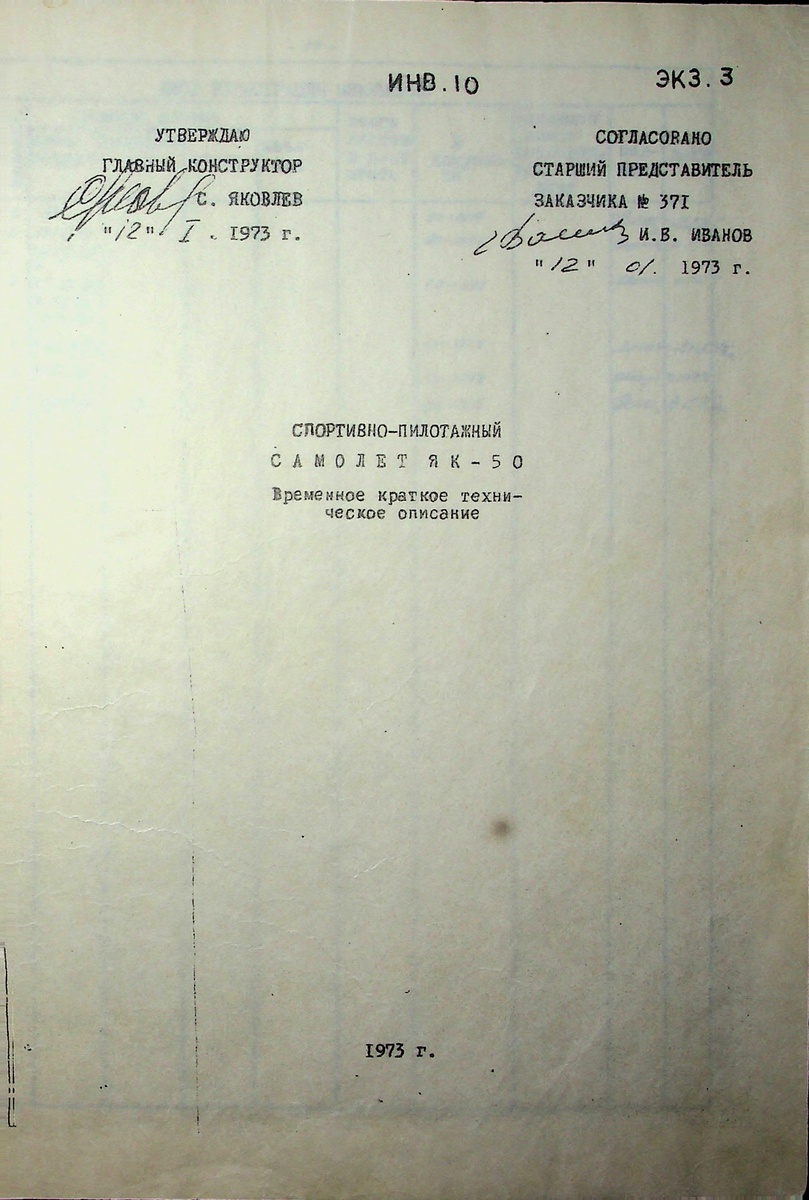 ИНВ.10
ЭКЗ.3
УТВЕРЖДАЮ
ГЛАВНЫЙ КОНСТРУКТОР
С. ЯКОВЛЕВ
"12" I . 1973 г.
СОГЛАСОВАНО
СТАРШИЙ ПРЕДСТАВИТЕЛЬ
ЗАКАЗЧИКА № 371
И.В. ИВАНОВ
"12" 01. 1973 г.
СПОРТИВНО-ПИЛОТАЖНЫЙ
САМОЛЕТ ЯК-50
Временное краткое техни-
ческое описание
1973 г.